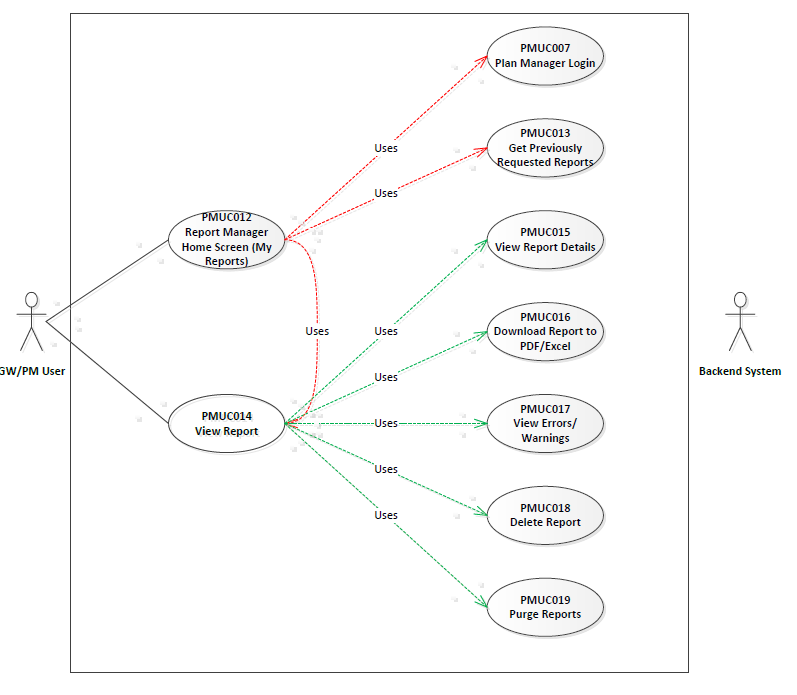 PMUC007
Plan Manager Login
Uses
PMUC013
Get Previously
Requested Reports
Uses
PMUC012
Report Manager
Home Screen (My
Reports)
PMUC015
View Report Details
Uses
Uses
PMUC016
Download Report to
PDF/Excel
GW/PM User
Backend System
Uses
PMUC014
View Report
Uses
PMUC017
View Errors/
Warnings
Uses
PMUC018
Delete Report
Uses
PMUC019
Purge Reports